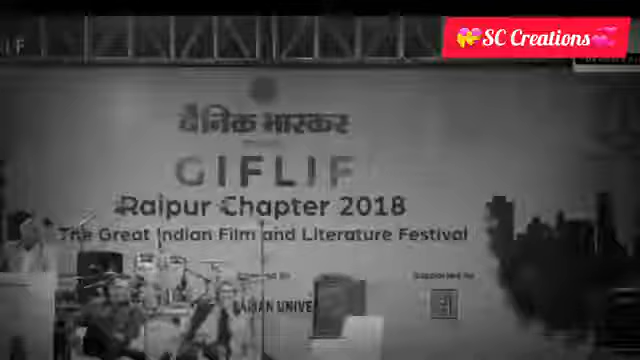 💝SC Creations💞
दैनिक भास्कर
GIFLIF
Raipur Chapter 2018
The Great Indian Film and Literature Festival